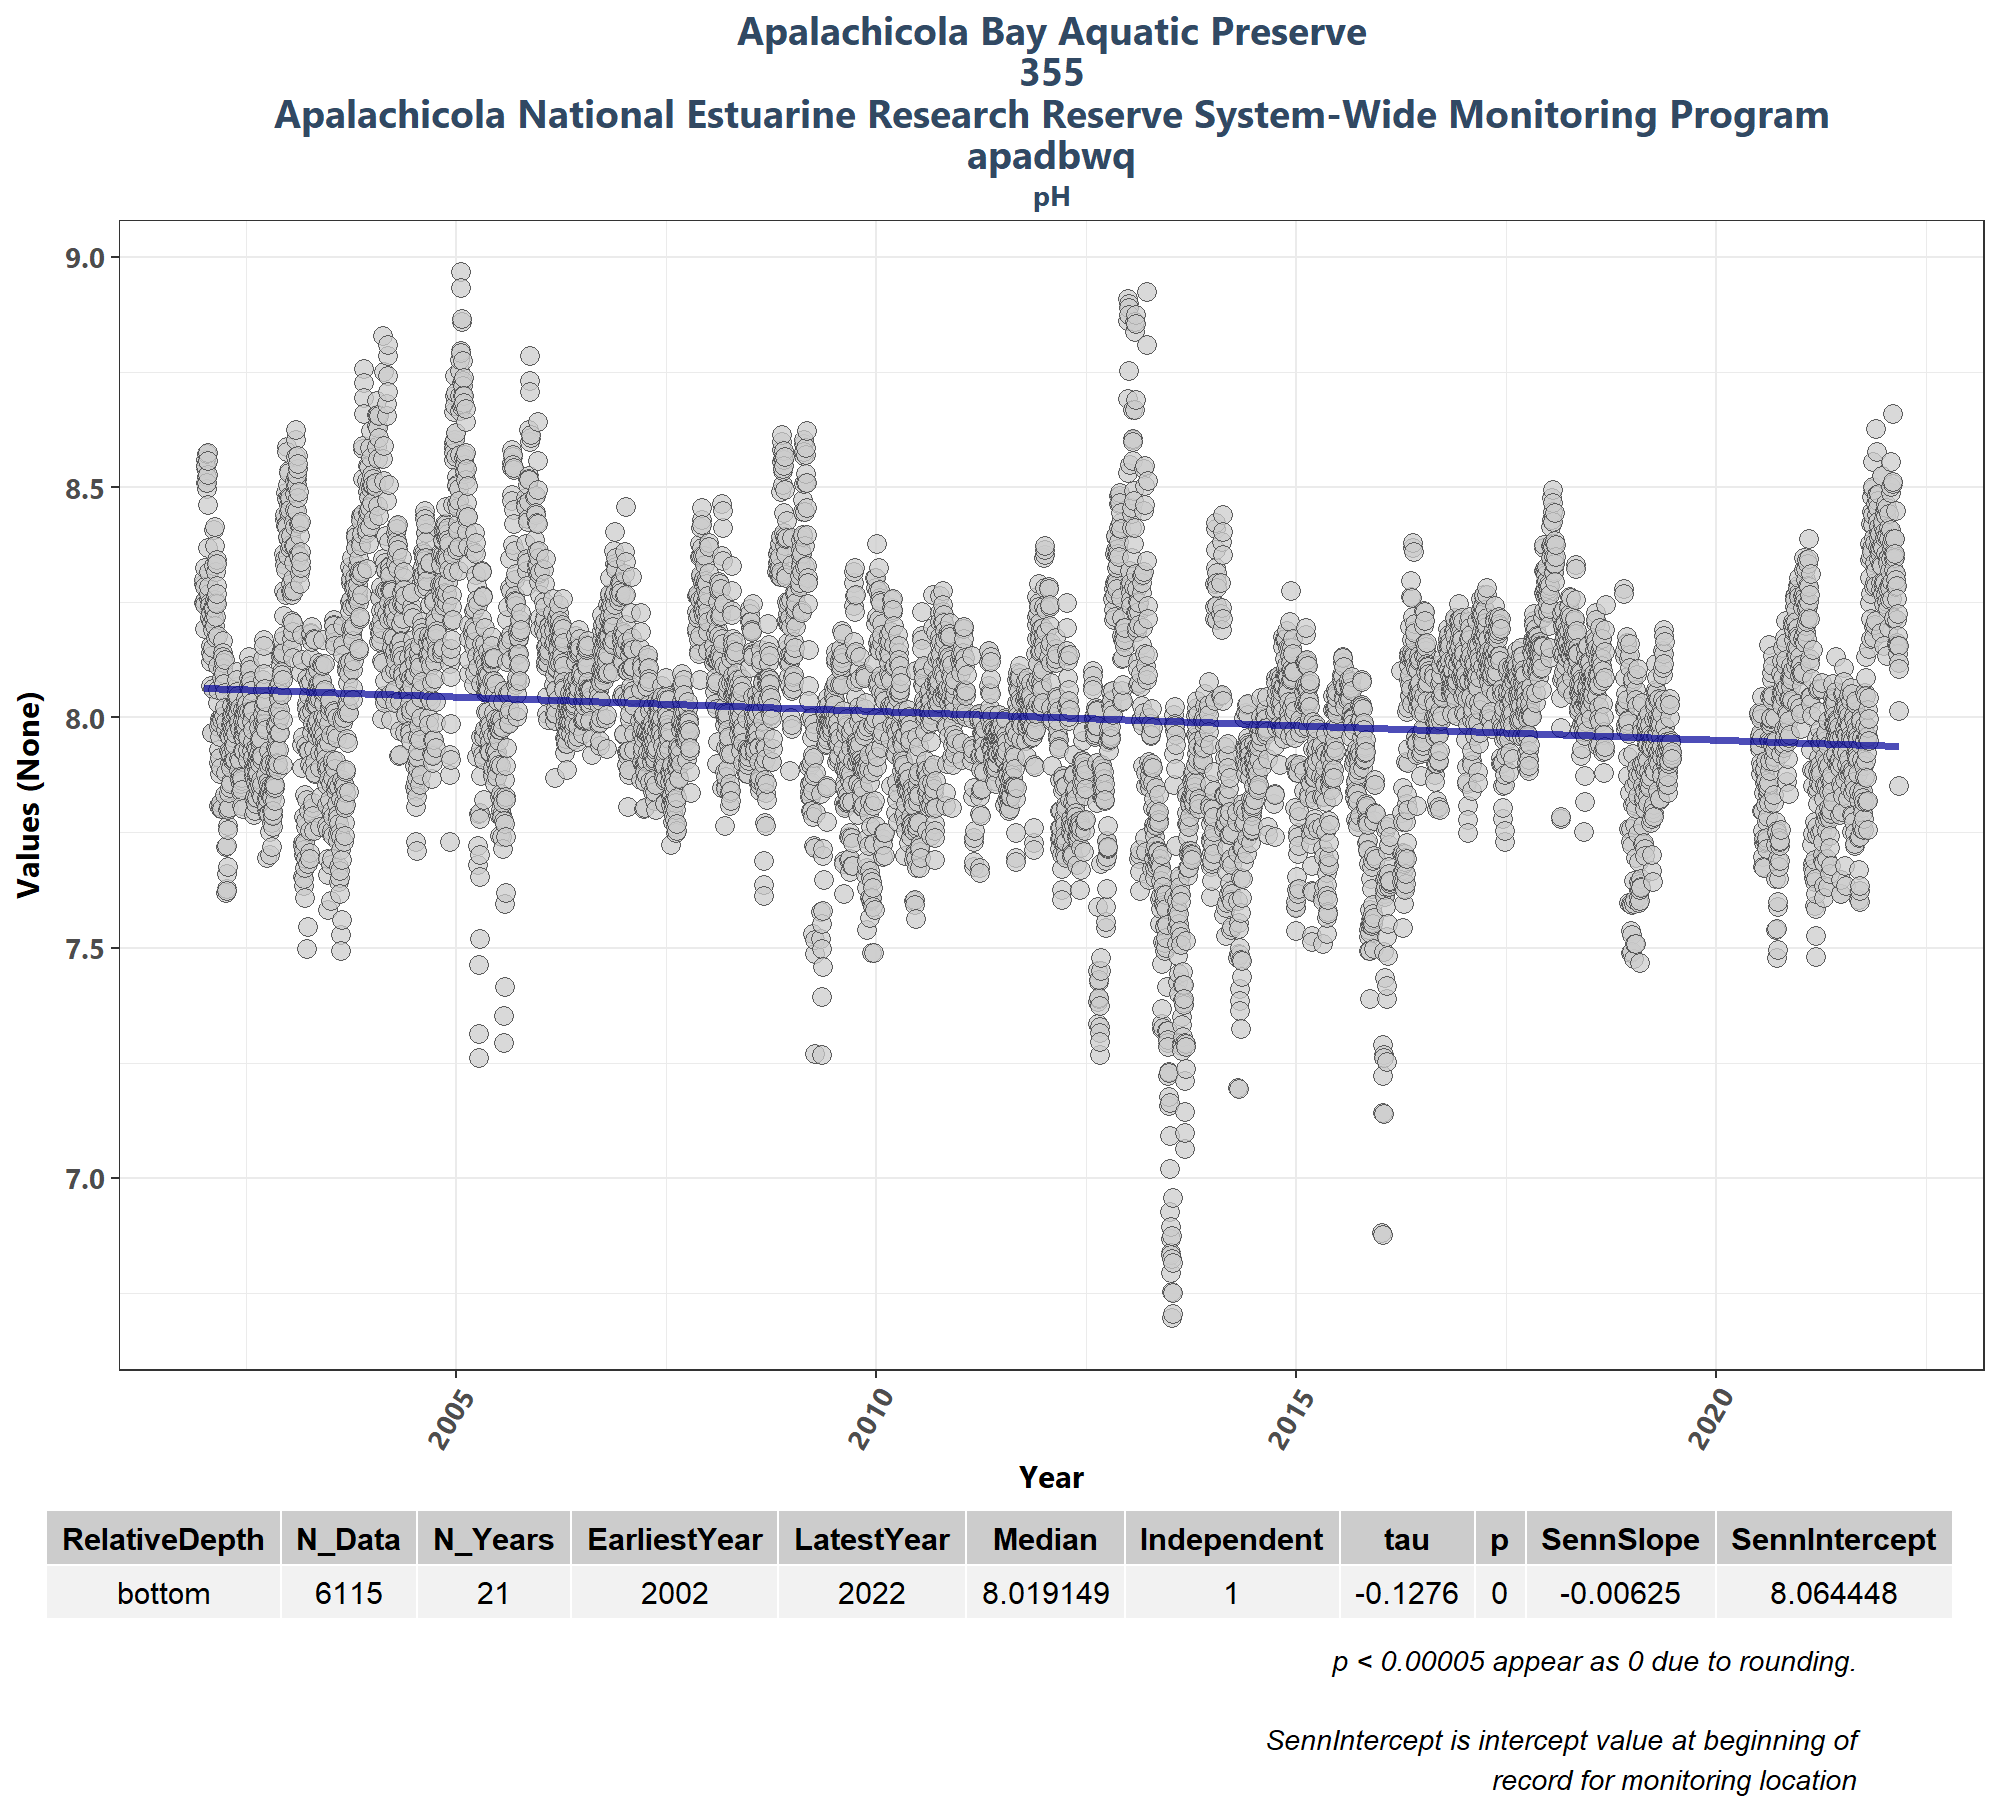 Apalachicola Bay Aquatic Preserve
355
Apalachicola National Estuarine Research Reserve System-Wide Monitoring Program
apadbwq
pH
9.0
8.5
8.0
7.5
7.0
Values (None)
2005 2010 2015 2020
Year
RelativeDepth N_Data N_Years EarliestYear LatestYear Median Independent tau p SennSlope SennIntercept
bottom 6115 21 2002 2022 8.019149 1 -0.1276 0 -0.00625 8.064448
p < 0.00005 appear as 0 due to rounding.
SennIntercept is intercept value at beginning of
record for monitoring location